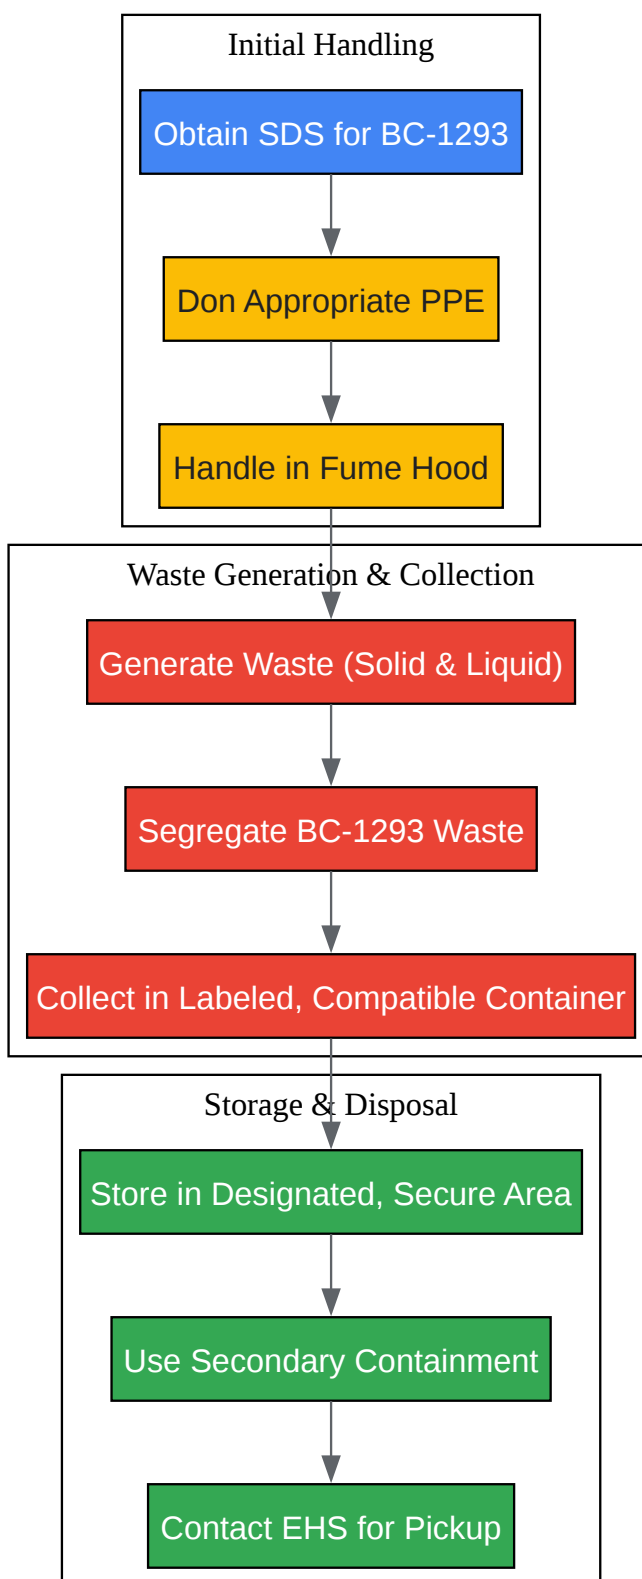 Initial Handling
Obtain SDS for BC-1293
Don Appropriate PPE
Handle in Fume Hood
Waste Generation & Collection
Generate Waste (Solid & Liquid)
Segregate BC-1293 Waste
Collect in Labeled, Compatible Container
Storage & Disposal
Store in Designated, Secure Area
Use Secondary Containment
Contact EHS for Pickup